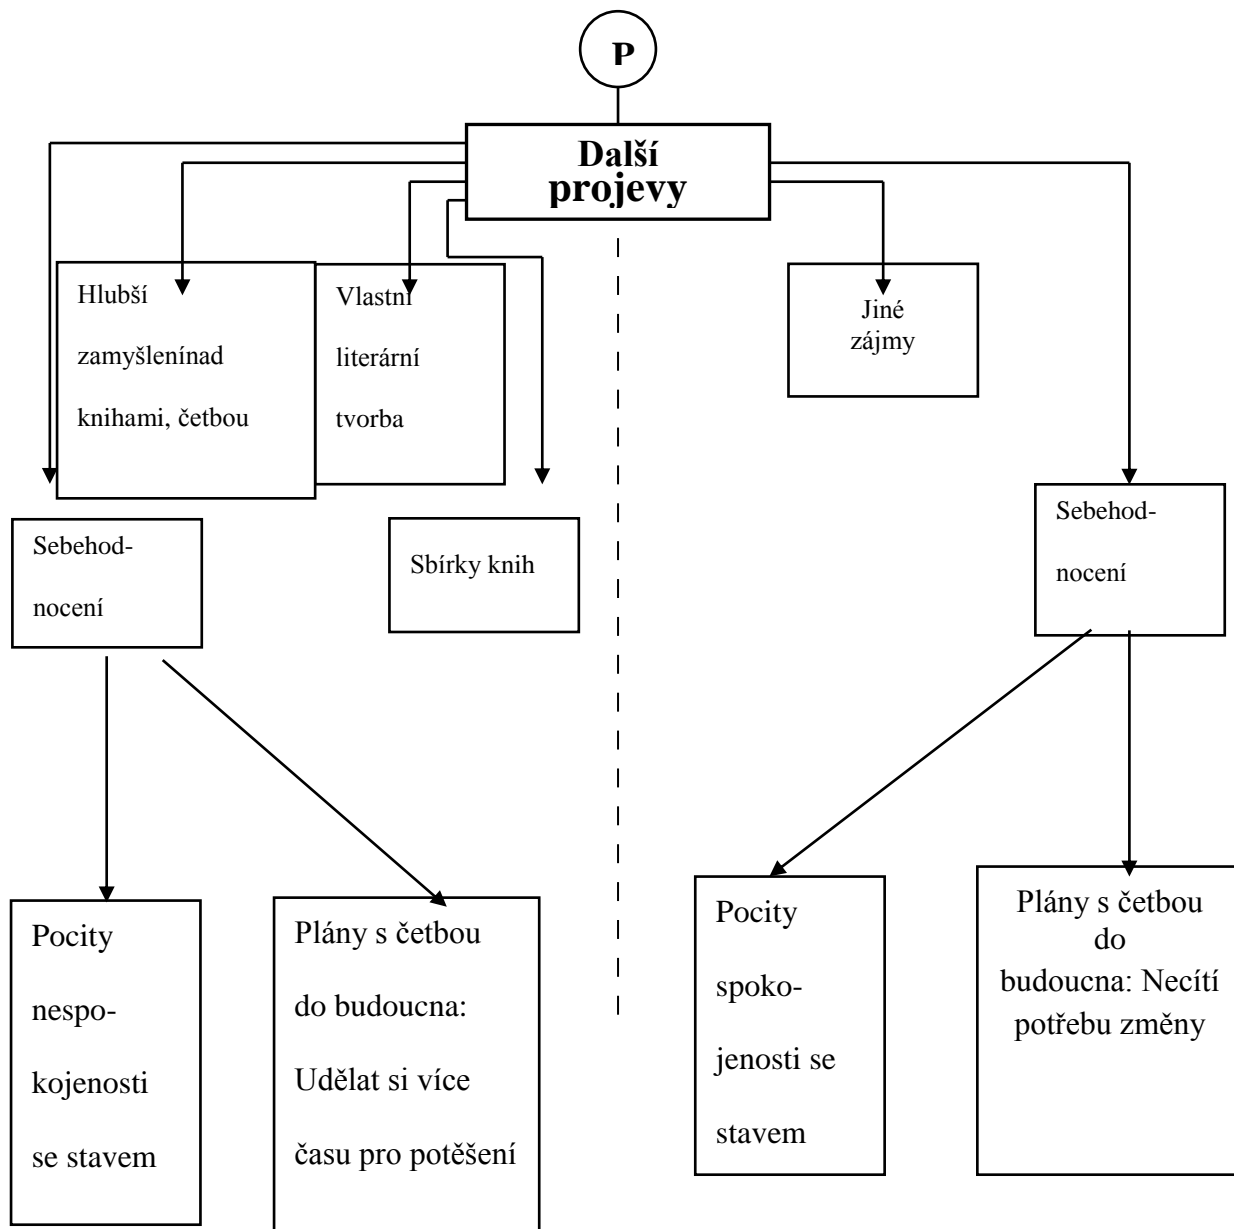 P
Další
projevy
Hlubší
zamyšlenínad
knihami, četbou
Vlastní
literární
tvorba
Jiné
zájmy
Sebehod-
nocení
Sbírky knih
Sebehod-
nocení
Pocity
nespo-
kojenosti
se stavem
Plány s četbou
do budoucna:
Udělat si více
času pro potěšení
Pocity
spoko-
jenosti se
stavem
Plány s četbou
do
budoucna: Necítí
potřebu změny